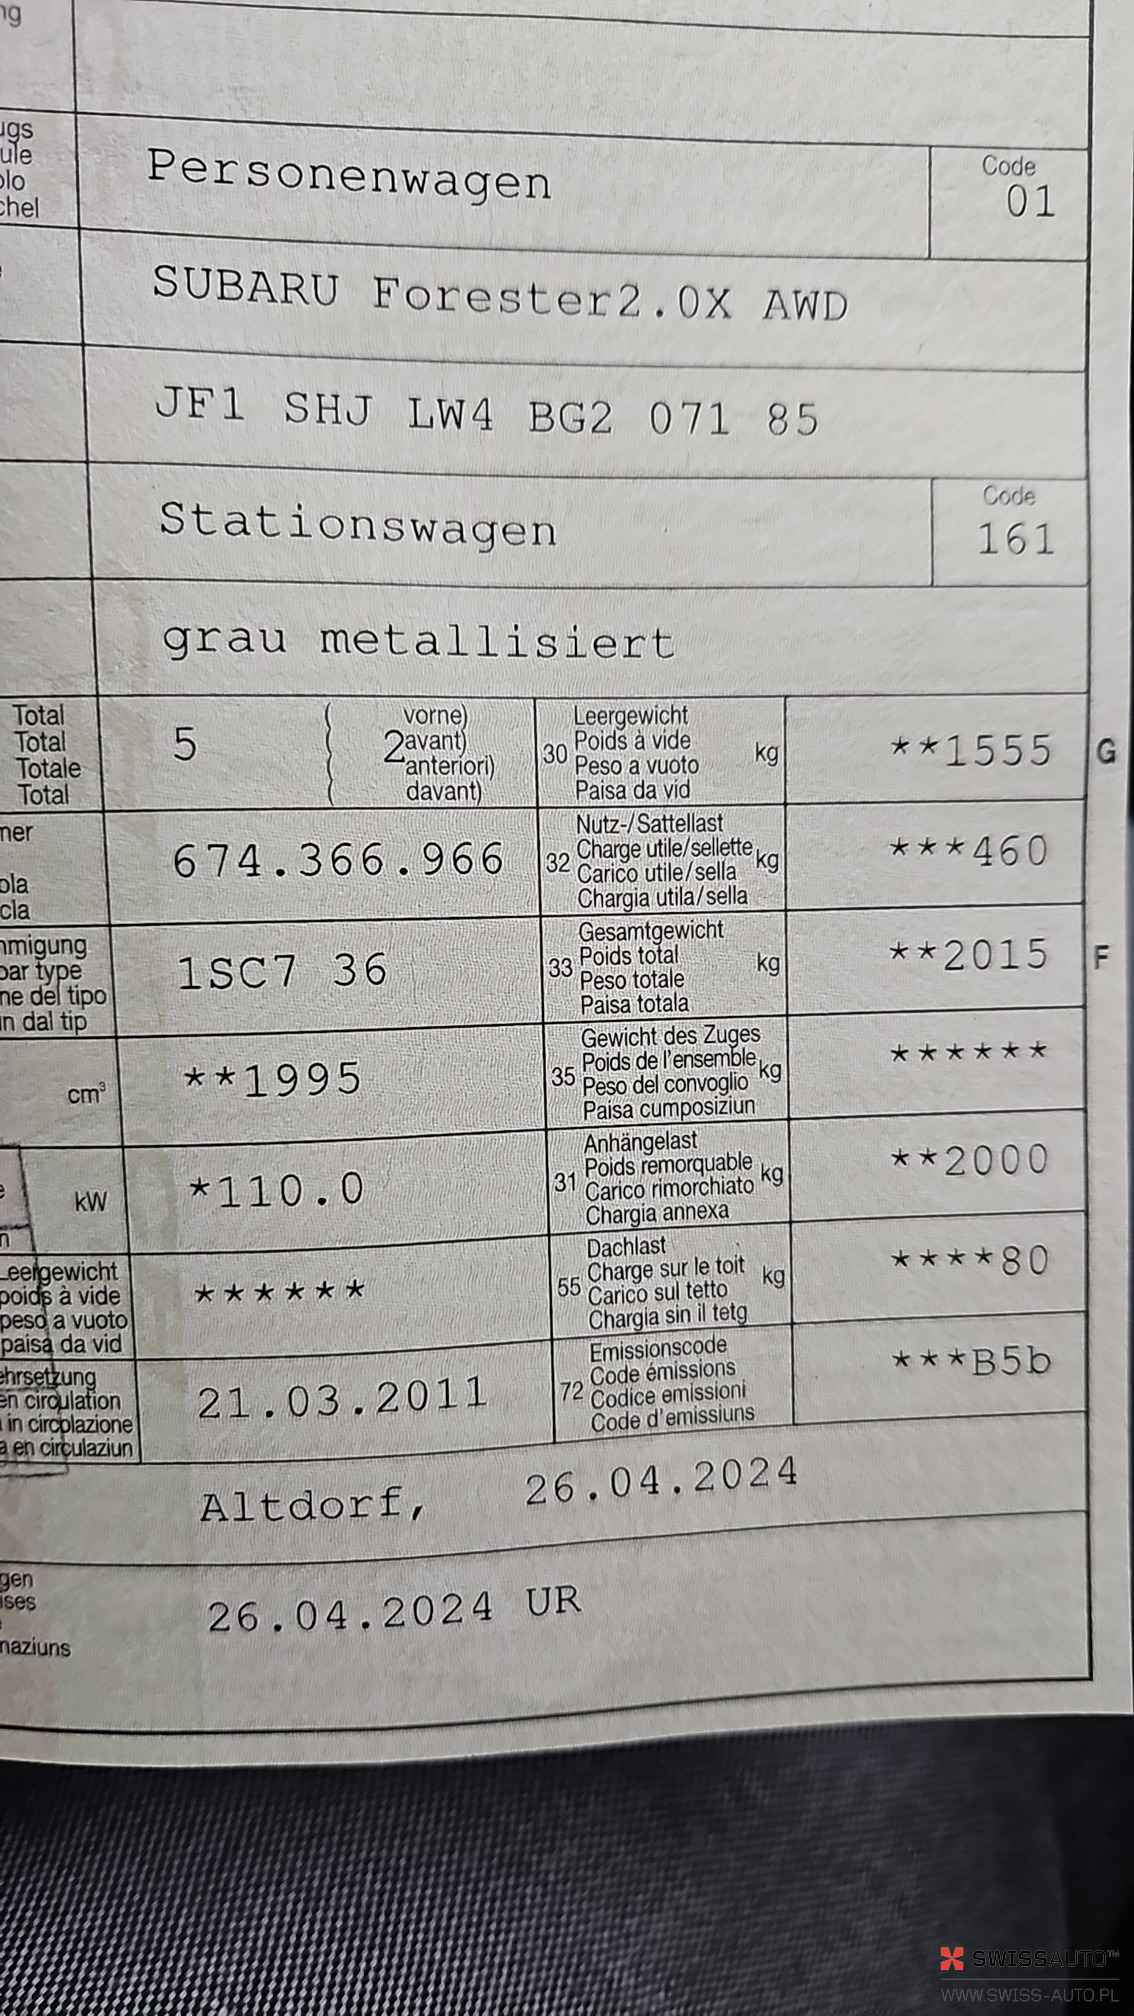 ng
ugs
ule
olo
chel
Personenwagen
Code
01
SUBARU Forester2.0X AWD
JF1 SHJ LW4 BG2 071 85
Stationswagen
Code
161
grau metallisiert
Total
Total
Totale
Total
5
2
vorne)
avant)
anteriori)
davant)
30
Leergewicht
Poids à vide
Peso a vuoto
Paisa da vid
kg
**1555
G
ner
ola
cla
674.366.966
32
Nutz-/Sattellast
Charge utile/sellette
Carico utile/sella
Chargia utila/sella
kg
***460
hmigung
par type
ne del tipo
n dal tip
1SC7 36
33
Gesamtgewicht
Poids total
Peso totale
Paisa totala
kg
**2015
F
cm³
**1995
35
Gewicht des Zuges
Poids de l'ensemble
Peso del convoglio
Paisa cumposiziun
kg
******
kW
*110.0
31
Anhängelast
Poids remorquable
Carico rimorchiato
Chargia annexa
kg
**2000
Leergewicht
poids à vide
peso a vuoto
paisa da vid
******
55
Dachlast
Charge sur le toit
Carico sul tetto
Chargia sin il tetg
kg
****80
ehrsetzung
en circulation
in circolazione
a en circulaziun
21.03.2011
72
Emissionscode
Code émissions
Codice emissioni
Code d'emissiuns
***B5b
Altdorf, 26.04.2024
gen
ises
naziuns
26.04.2024 UR
SWISSAUTO™
WWW.SWISS-AUTO.PL